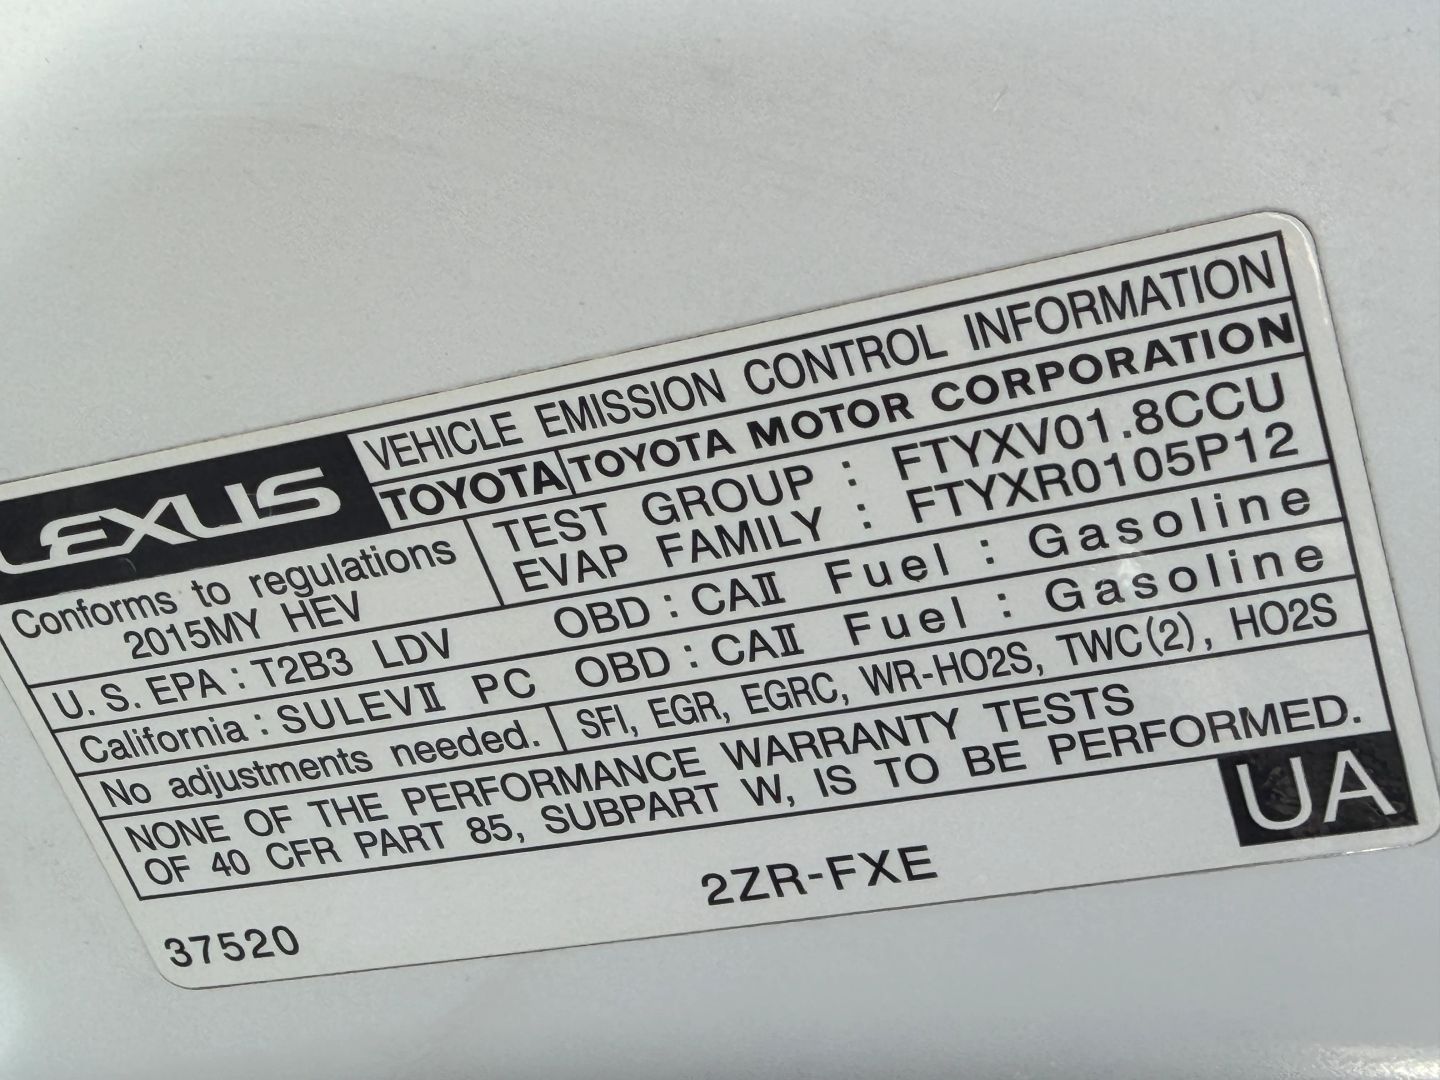 LEXUS
VEHICLE EMISSION CONTROL INFORMATION
TOYOTA TOYOTA MOTOR CORPORATION
Conforms to regulations
2015MY HEV
TEST GROUP : FTYXV01.8CCU
EVAP FAMILY : FTYXR0105P12
U. S. EPA : T2B3 LDV OBD : CAII Fuel : Gasoline
California : SULEVII PC OBD : CAII Fuel : Gasoline
No adjustments needed. SFI, EGR, EGRC, WR-HO2S, TWC(2), HO2S
NONE OF THE PERFORMANCE WARRANTY TESTS
OF 40 CFR PART 85, SUBPART W, IS TO BE PERFORMED.
UA
2ZR-FXE
37520